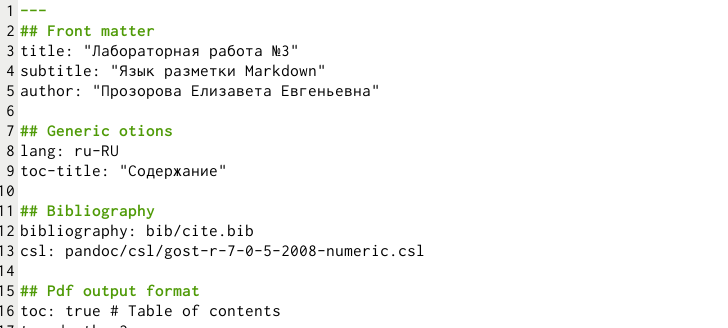 1 ---
2 ## Front matter
3 title: "Лабораторная работа №3"
4 subtitle: "Язык разметки Markdown"
5 author: "Прозорова Елизавета Евгеньевна"
6
7 ## Generic otions
8 lang: ru-RU
9 toc-title: "Содержание"
10
11 ## Bibliography
12 bibliography: bib/cite.bib
13 csl: pandoc/csl/gost-r-7-0-5-2008-numeric.csl
14
15 ## Pdf output format
16 toc: true # Table of contents